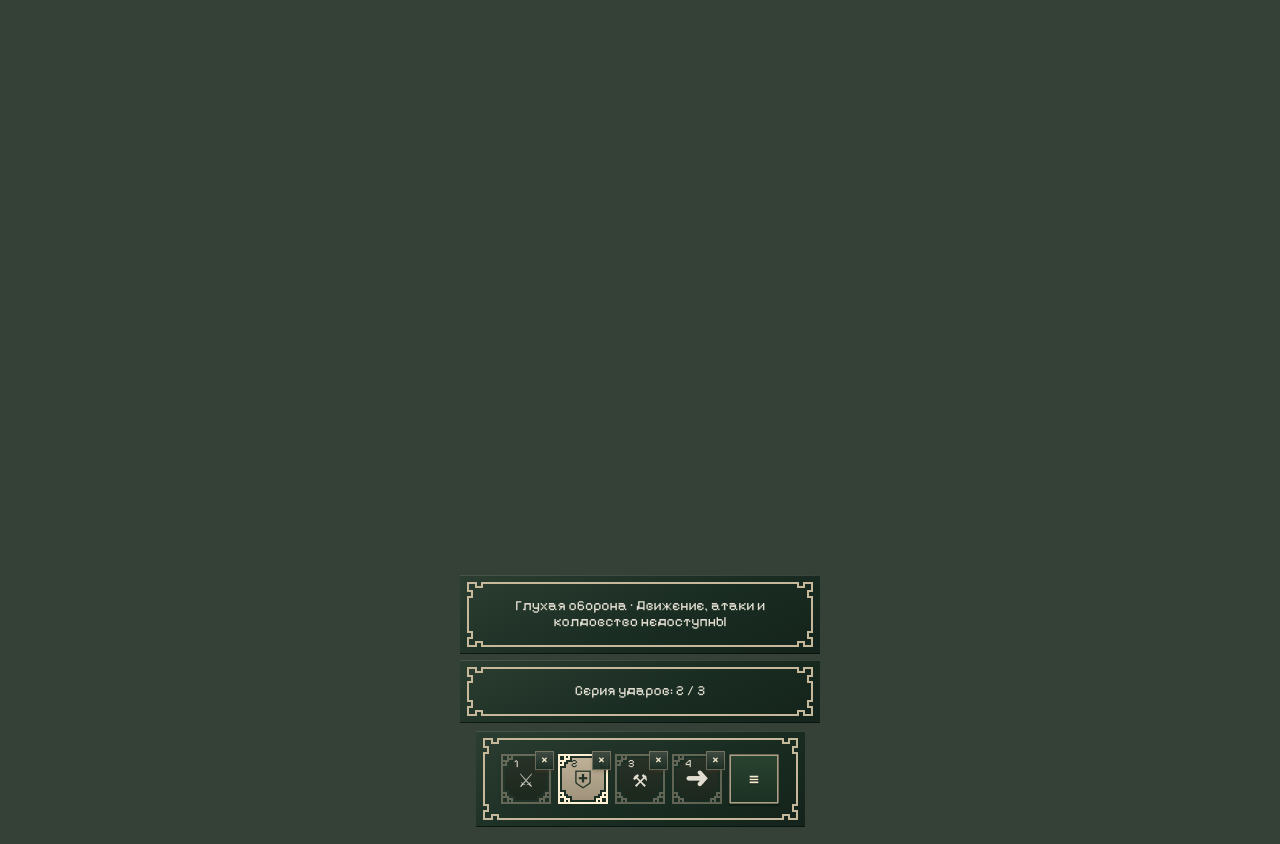 Глухая оборона · Движение, атаки и
колдовство недоступны
Серия ударов: 2 / 3
1 × 2 × 3 × 4 × ≡